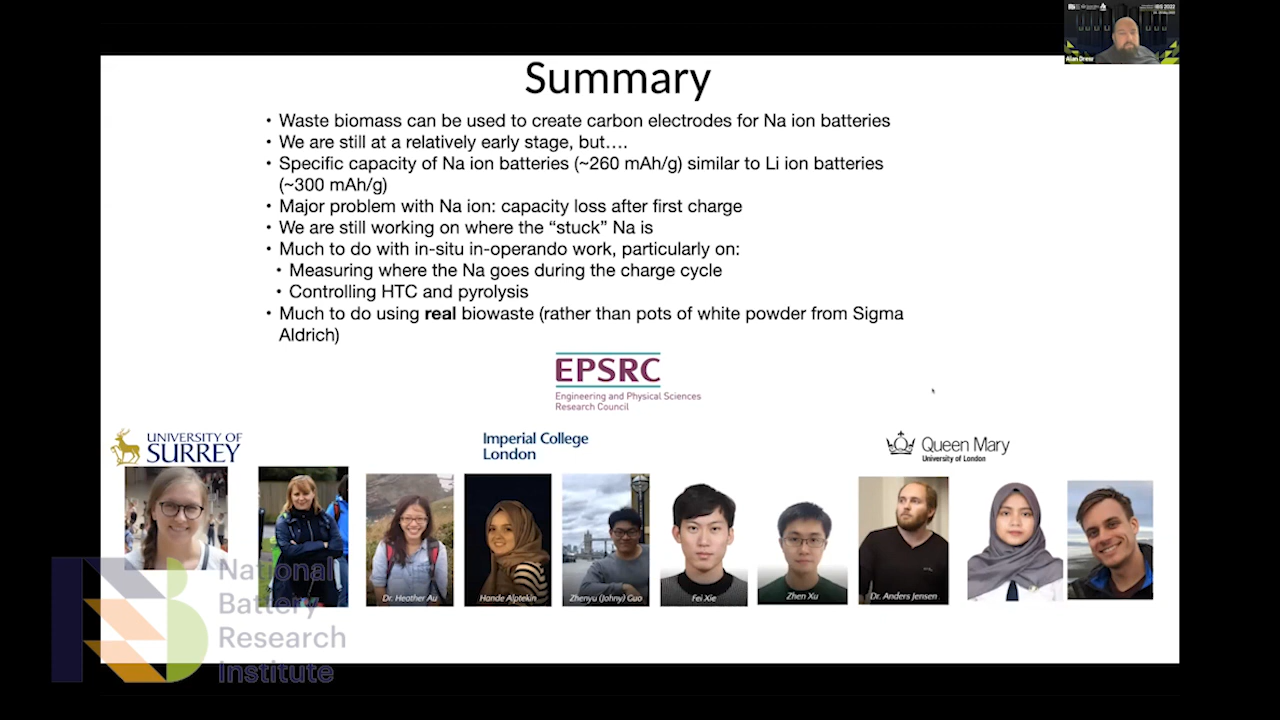 IBS 2022
Alan Drew
Summary
• Waste biomass can be used to create carbon electrodes for Na ion batteries
• We are still at a relatively early stage, but….
• Specific capacity of Na ion batteries (~260 mAh/g) similar to Li ion batteries
(~300 mAh/g)
• Major problem with Na ion: capacity loss after first charge
• We are still working on where the “stuck” Na is
• Much to do with in-situ in-operando work, particularly on:
• Measuring where the Na goes during the charge cycle
• Controlling HTC and pyrolysis
• Much to do using real biowaste (rather than pots of white powder from Sigma
Aldrich)
EPSRC
Engineering and Physical Sciences
Research Council
UNIVERSITY OF
SURREY
Imperial College
London
Queen Mary
University of London
Dr. Heather Au
Hande Alptekin
Zhenyu (Johny) Guo
Fei Xie
Zhen Xu
Dr. Anders Jensen
National
Battery
Research
Institute